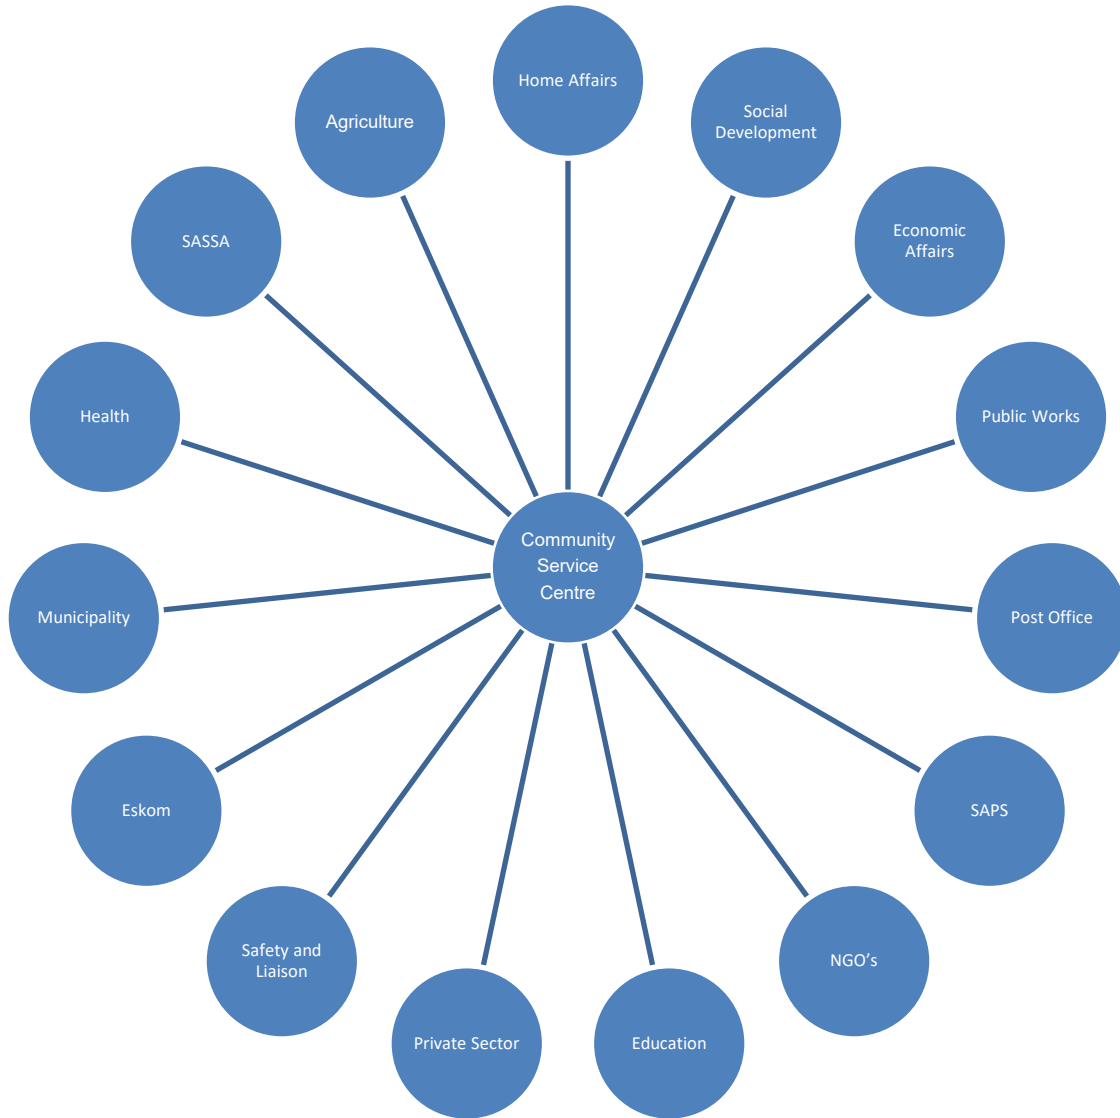 Home Affairs
Social
Development
Economic
Affairs
Public Works
Post Office
SAPS
NGO’s
Education
Private Sector
Safety and
Liaison
Eskom
Municipality
Health
SASSA
Agriculture
Community
Service
Centre